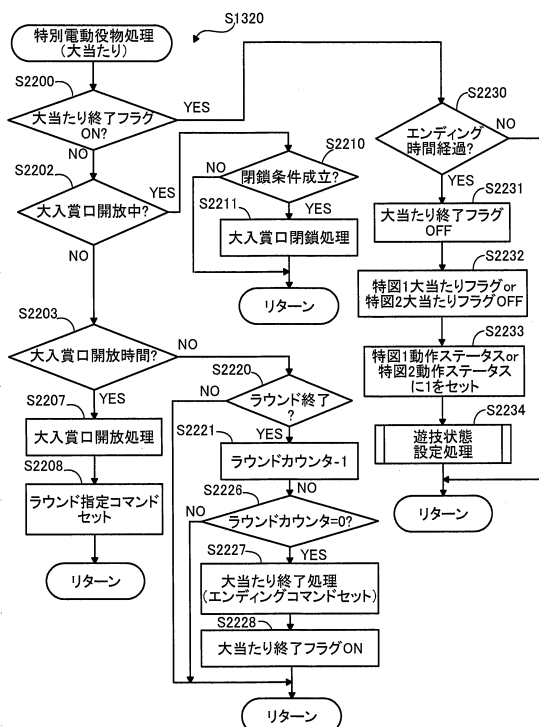 S1320
特別電動役物処理
(大当たり)
S2200
大当たり終了フラグ
ON?
YES
NO
S2202
大入賞口開放中?
YES
NO
S2210
閉鎖条件成立?
NO
YES
S2211
大入賞口閉鎖処理
リターン
S2203
大入賞口開放時間?
NO
YES
S2207
大入賞口開放処理
S2208
ラウンド指定コマンド
セット
リターン
S2220
ラウンド終了
?
NO
YES
S2221
ラウンドカウンタ-1
NO
S2226
ラウンドカウンタ=0?
NO
YES
S2227
大当たり終了処理
(エンディングコマンドセット)
S2228
大当たり終了フラグON
リターン
S2230
エンディング
時間経過?
NO
YES
S2231
大当たり終了フラグ
OFF
S2232
特図1大当たりフラグor
特図2大当たりフラグOFF
S2233
特図1動作ステータスor
特図2動作ステータス
に1をセット
S2234
遊技状態
設定処理
リターン